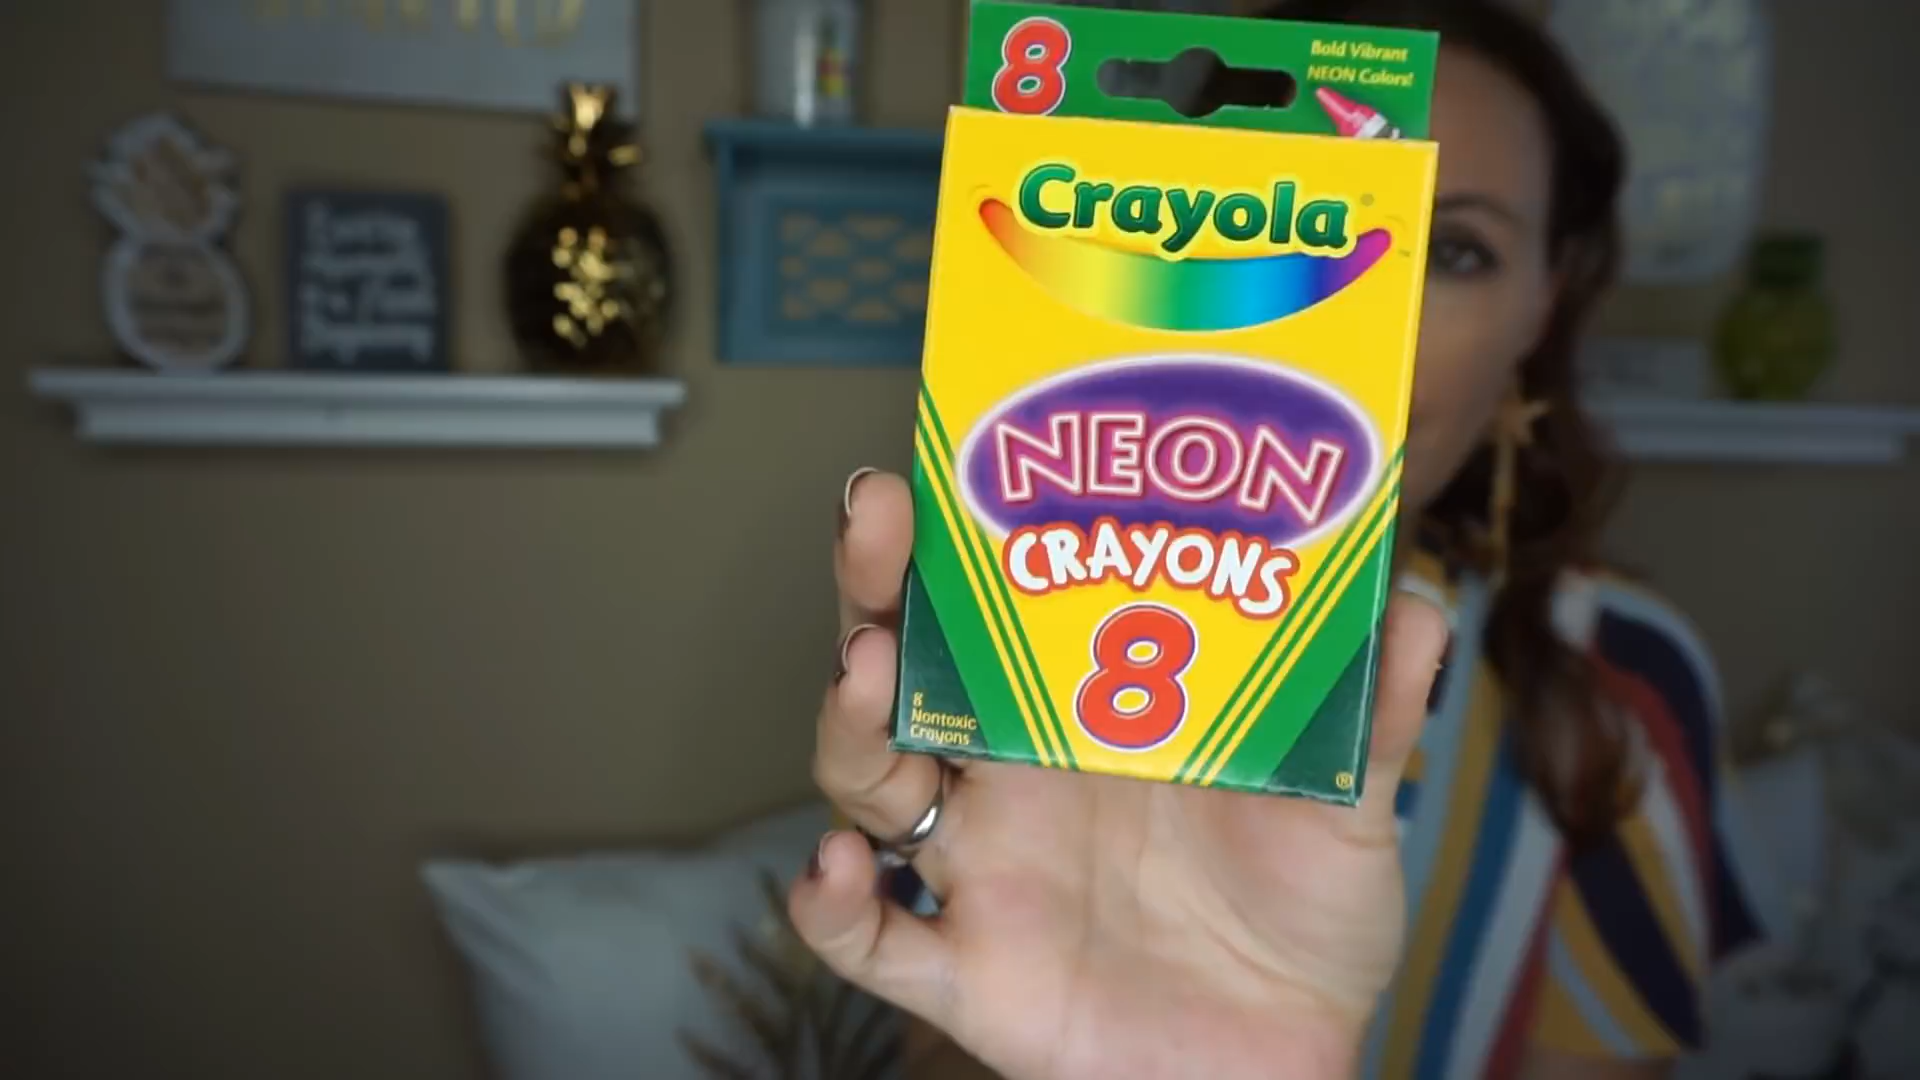 8
Bold Vibrant
NEON Colors!
Crayola
NEON
CRAYONS
8
8
Nontoxic
Crayons
®